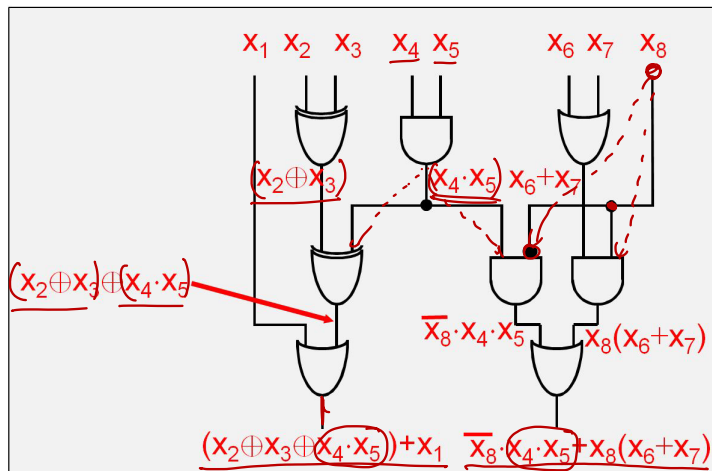 x₁ x₂ x₃ x₄ x₅ x₆ x₇ x₈
(x₂⊕x₃) (x₄·x₅) x₆+x₇
(x₂⊕x₃)⊕(x₄·x₅)
x̅₈·x₄·x₅ x₈(x₆+x₇)
(x₂⊕x₃⊕(x₄·x₅))+x₁ x̅₈·(x₄·x₅)+x₈(x₆+x₇)